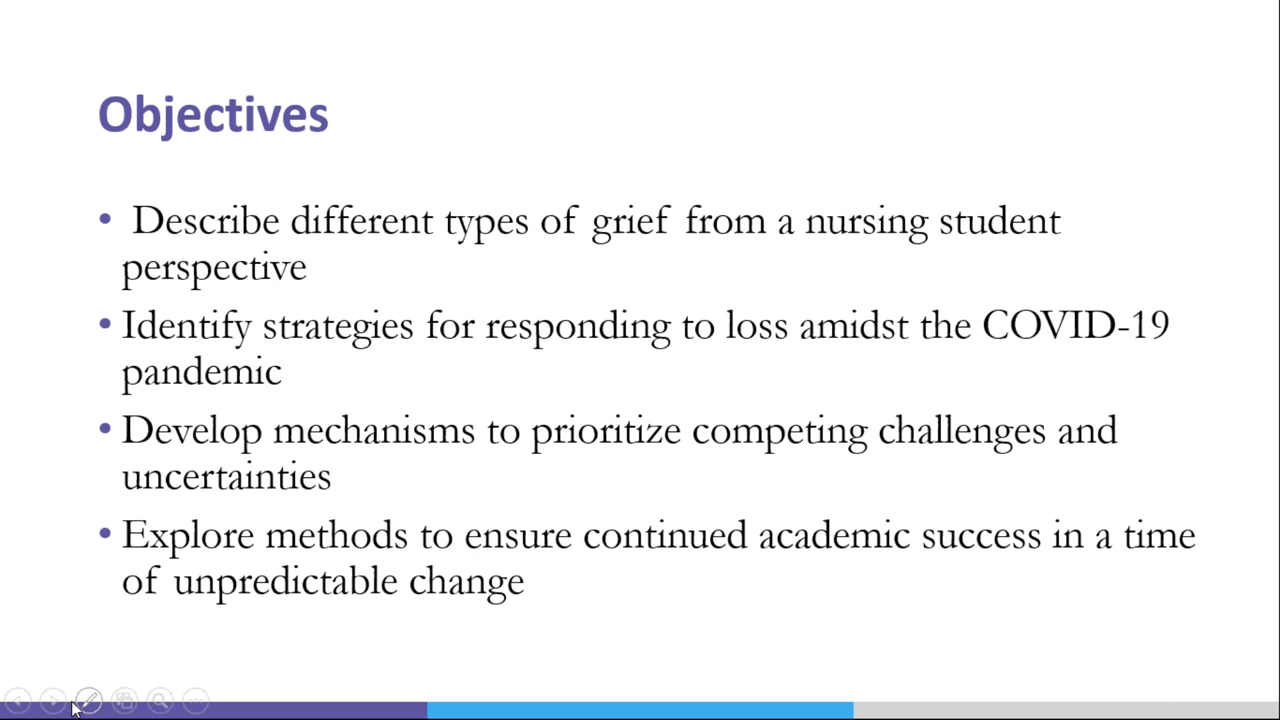 Objectives
• Describe different types of grief from a nursing student
perspective
• Identify strategies for responding to loss amidst the COVID-19
pandemic
• Develop mechanisms to prioritize competing challenges and
uncertainties
• Explore methods to ensure continued academic success in a time
of unpredictable change